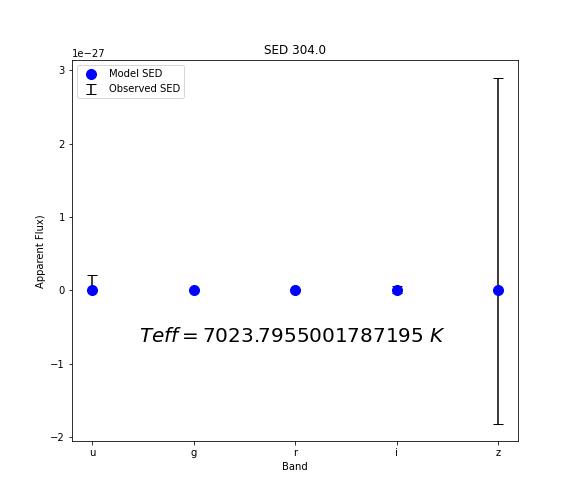 SED 304.0
1e−27
Model SED
Observed SED
3
2
1
0
−1
−2
Apparent Flux)
Teff = 7023.7955001787195 K
u g r i z
Band